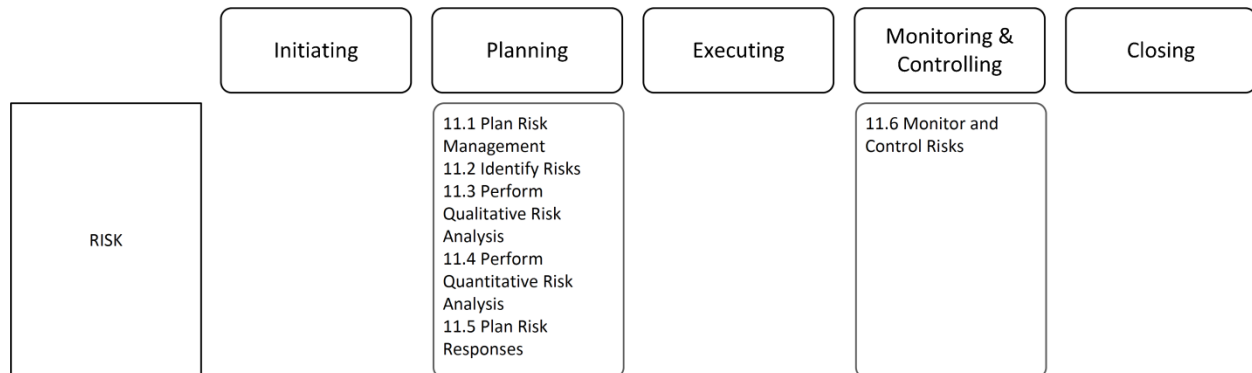 Initiating
Planning
Executing
Monitoring &
Controlling
Closing
RISK
11.1 Plan Risk
Management
11.2 Identify Risks
11.3 Perform
Qualitative Risk
Analysis
11.4 Perform
Quantitative Risk
Analysis
11.5 Plan Risk
Responses
11.6 Monitor and
Control Risks